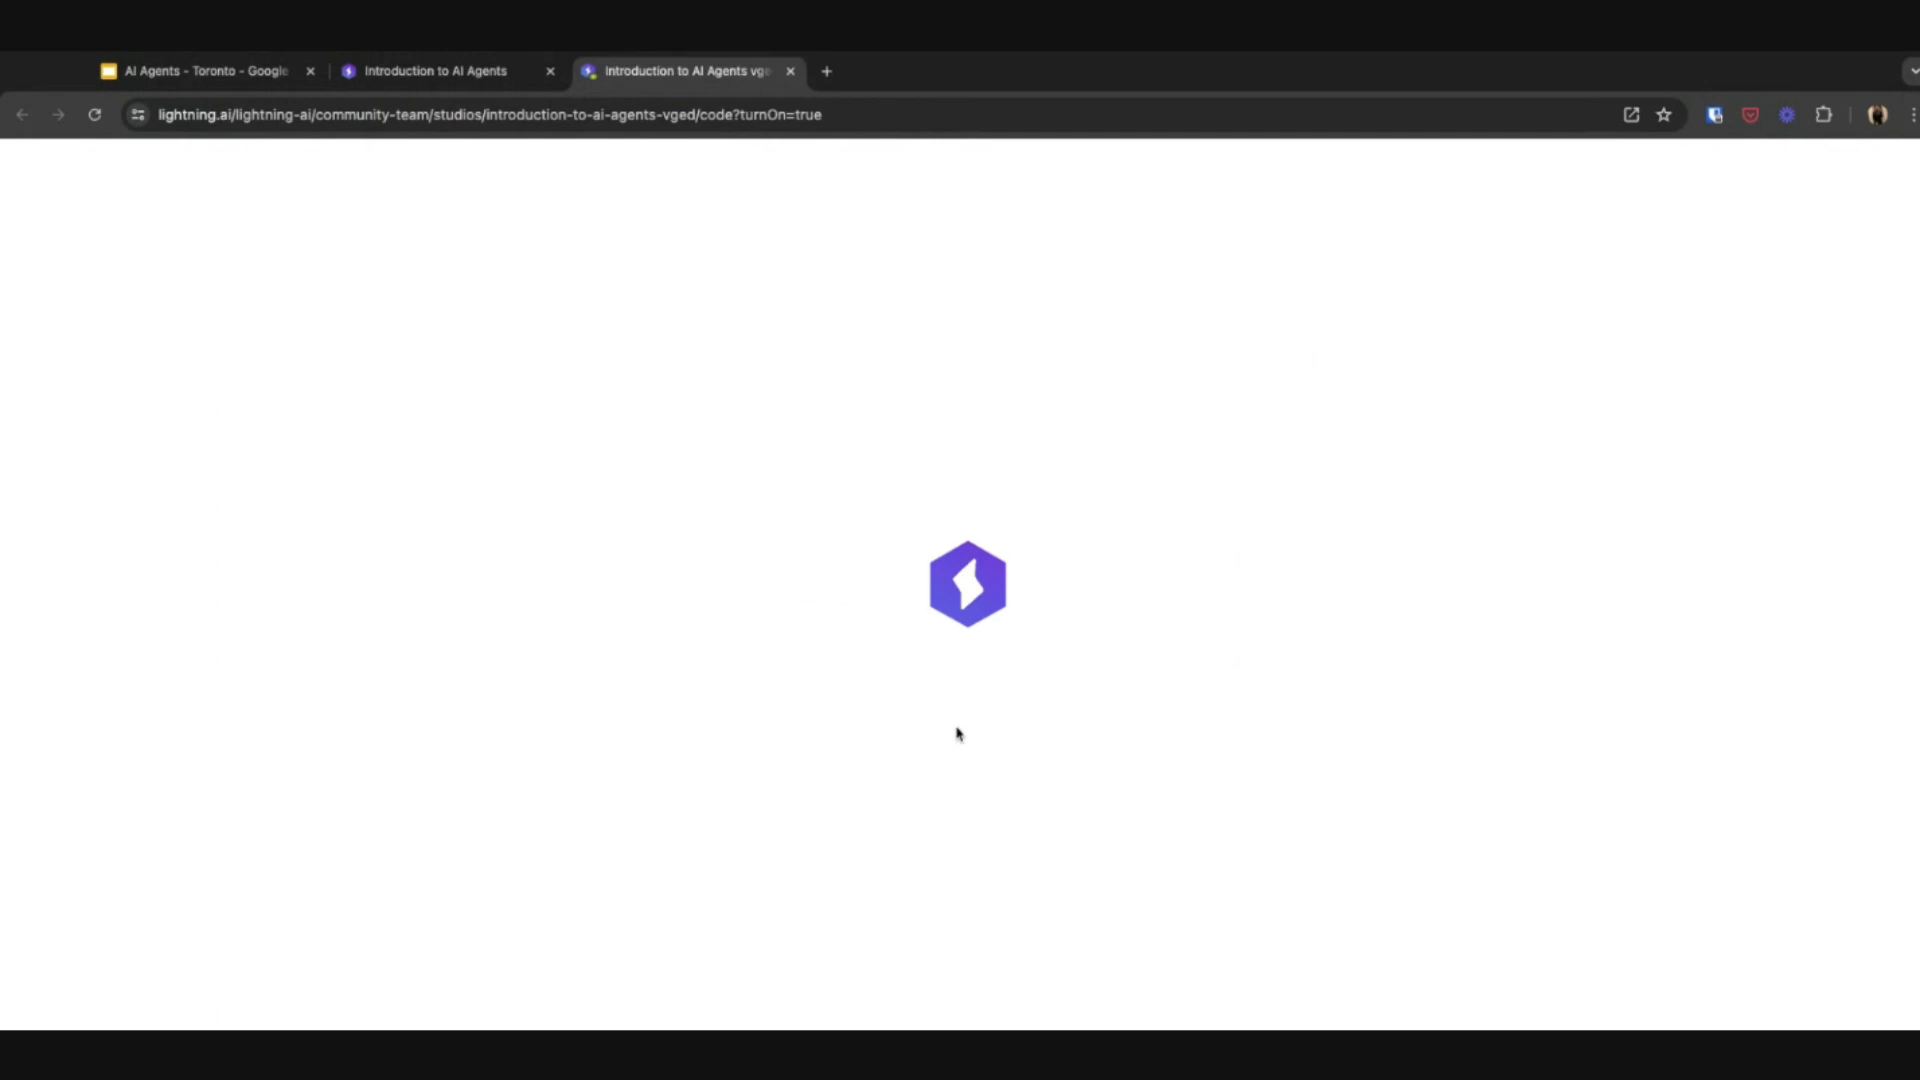 AI Agents - Toronto - Google
Introduction to AI Agents
Introduction to AI Agents vge
lightning.ai/lightning-ai/community-team/studios/introduction-to-ai-agents-vged/code?turnOn=true